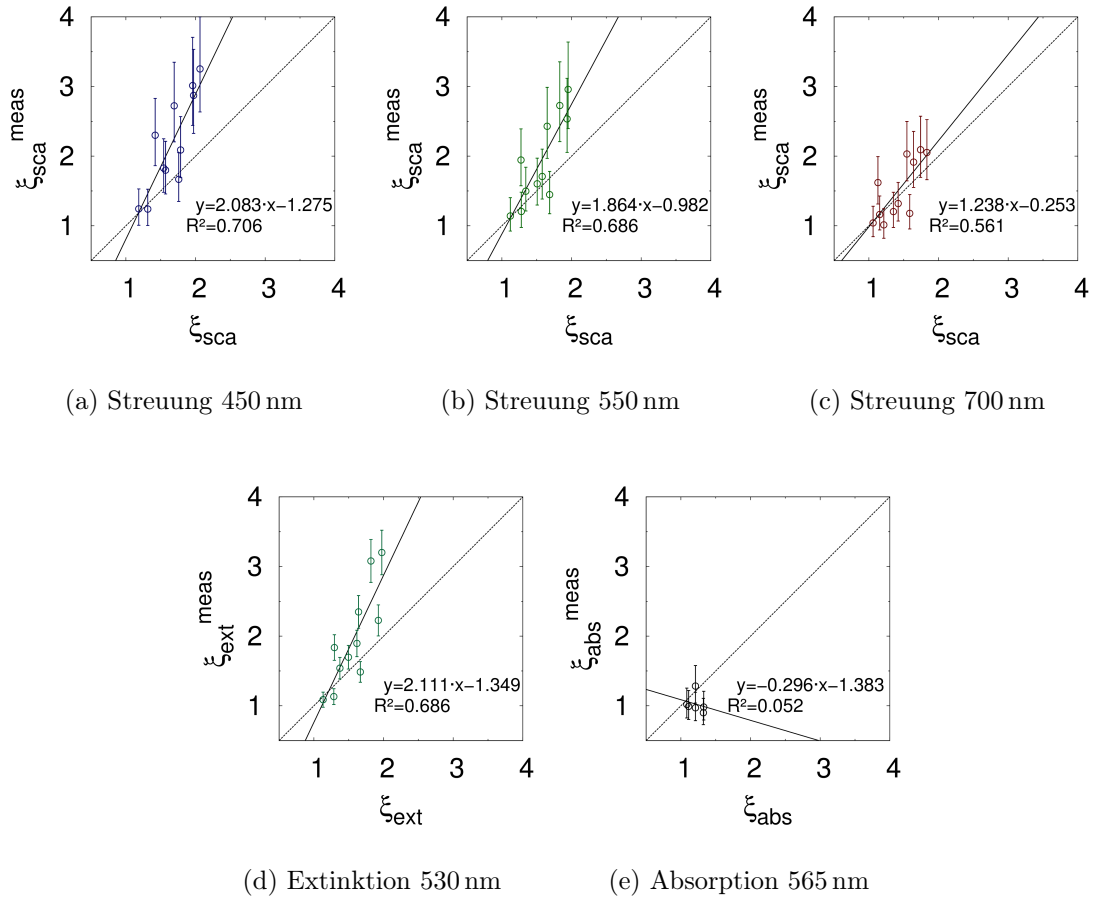 4
3
2
1
ξsca meas
y=2.083·x−1.275
R²=0.706
1 2 3 4
ξsca
(a) Streuung 450 nm
4
3
2
1
ξsca meas
y=1.864·x−0.982
R²=0.686
1 2 3 4
ξsca
(b) Streuung 550 nm
4
3
2
1
ξsca meas
y=1.238·x−0.253
R²=0.561
1 2 3 4
ξsca
(c) Streuung 700 nm
4
3
2
1
ξext meas
y=2.111·x−1.349
R²=0.686
1 2 3 4
ξext
(d) Extinktion 530 nm
4
3
2
1
ξabs meas
y=−0.296·x−1.383
R²=0.052
1 2 3 4
ξabs
(e) Absorption 565 nm